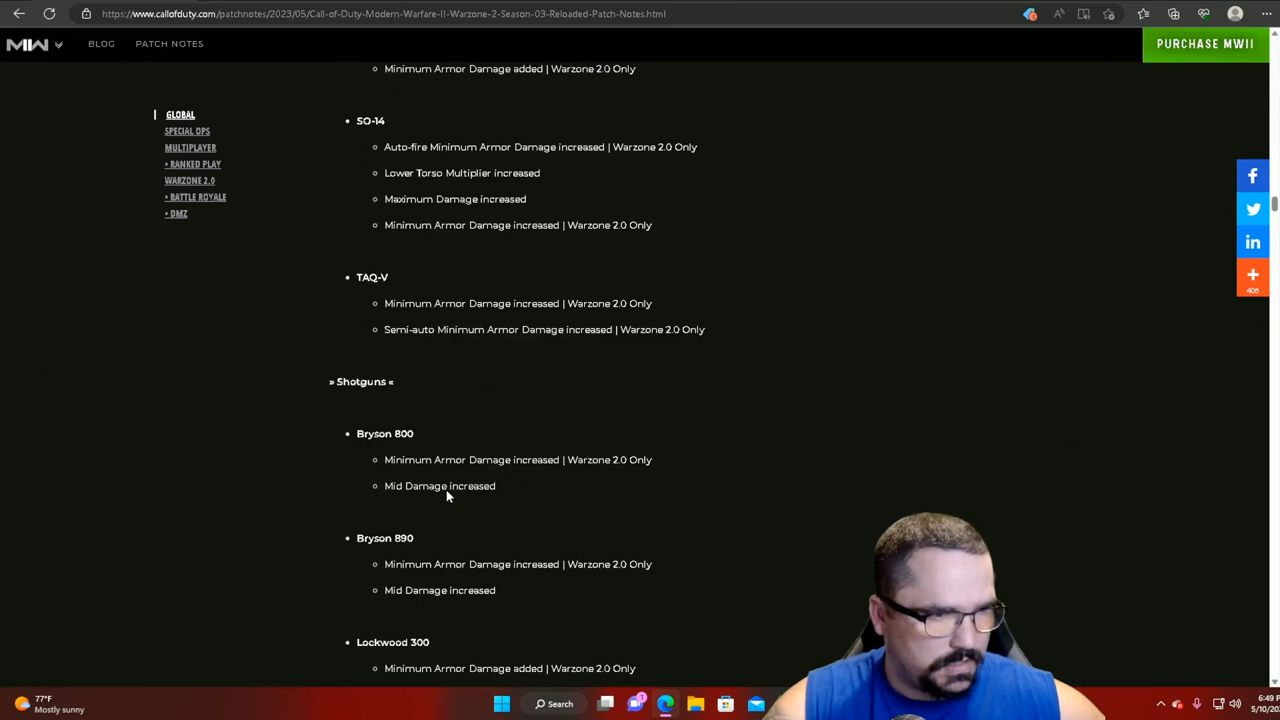 https://www.callofduty.com/patchnotes/2023/05/Call-of-Duty-Modern-Warfare-II-Warzone-2-Season-03-Reloaded-Patch-Notes.html
MWII
BLOG
PATCH NOTES
PURCHASE MWII
Minimum Armor Damage added | Warzone 2.0 Only
GLOBAL
SPECIAL OPS
MULTIPLAYER
• RANKED PLAY
WARZONE 2.0
• BATTLE ROYALE
• DMZ
• SO-14
Auto-fire Minimum Armor Damage increased | Warzone 2.0 Only
Lower Torso Multiplier increased
Maximum Damage increased
Minimum Armor Damage increased | Warzone 2.0 Only
• TAQ-V
Minimum Armor Damage increased | Warzone 2.0 Only
Semi-auto Minimum Armor Damage increased | Warzone 2.0 Only
» Shotguns «
• Bryson 800
Minimum Armor Damage increased | Warzone 2.0 Only
Mid Damage increased
• Bryson 890
Minimum Armor Damage increased | Warzone 2.0 Only
Mid Damage increased
• Lockwood 300
Minimum Armor Damage added | Warzone 2.0 Only
77°F
Mostly sunny
Search
6:49